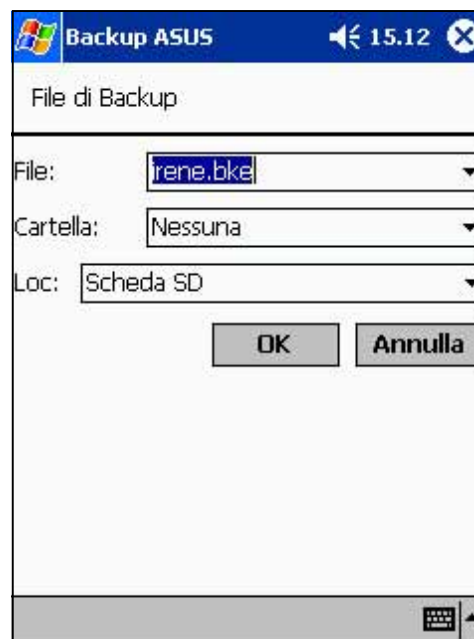 Backup ASUS 15.12
File di Backup
File: irene.bke
Cartella: Nessuna
Loc: Scheda SD
OK Annulla